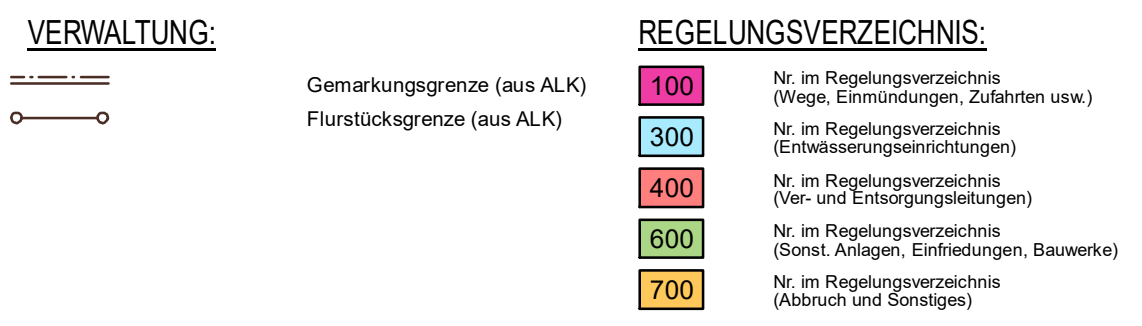 VERWALTUNG:
Gemarkungsgrenze (aus ALK)
Flurstücksgrenze (aus ALK)
REGELUNGSVERZEICHNIS:
100
Nr. im Regelungsverzeichnis
(Wege, Einmündungen, Zufahrten usw.)
300
Nr. im Regelungsverzeichnis
(Entwässerungseinrichtungen)
400
Nr. im Regelungsverzeichnis
(Ver- und Entsorgungsleitungen)
600
Nr. im Regelungsverzeichnis
(Sonst. Anlagen, Einfriedungen, Bauwerke)
700
Nr. im Regelungsverzeichnis
(Abbruch und Sonstiges)